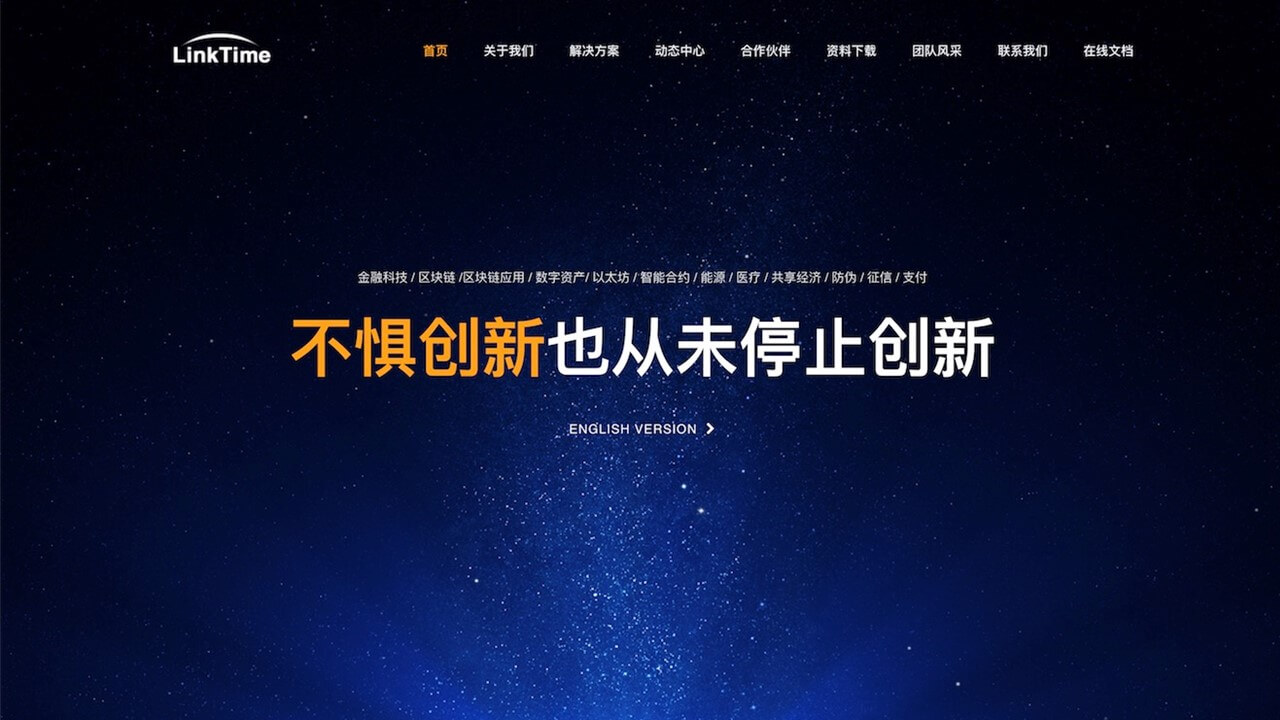 LinkTime
首页 关于我们 解决方案 动态中心 合作伙伴 资料下载 团队风采 联系我们 在线文档
金融科技 / 区块链 /区块链应用 / 数字资产/ 以太坊 / 智能合约 / 能源 / 医疗 / 共享经济 / 防伪 / 征信 / 支付
不惧创新也从未停止创新
ENGLISH VERSION